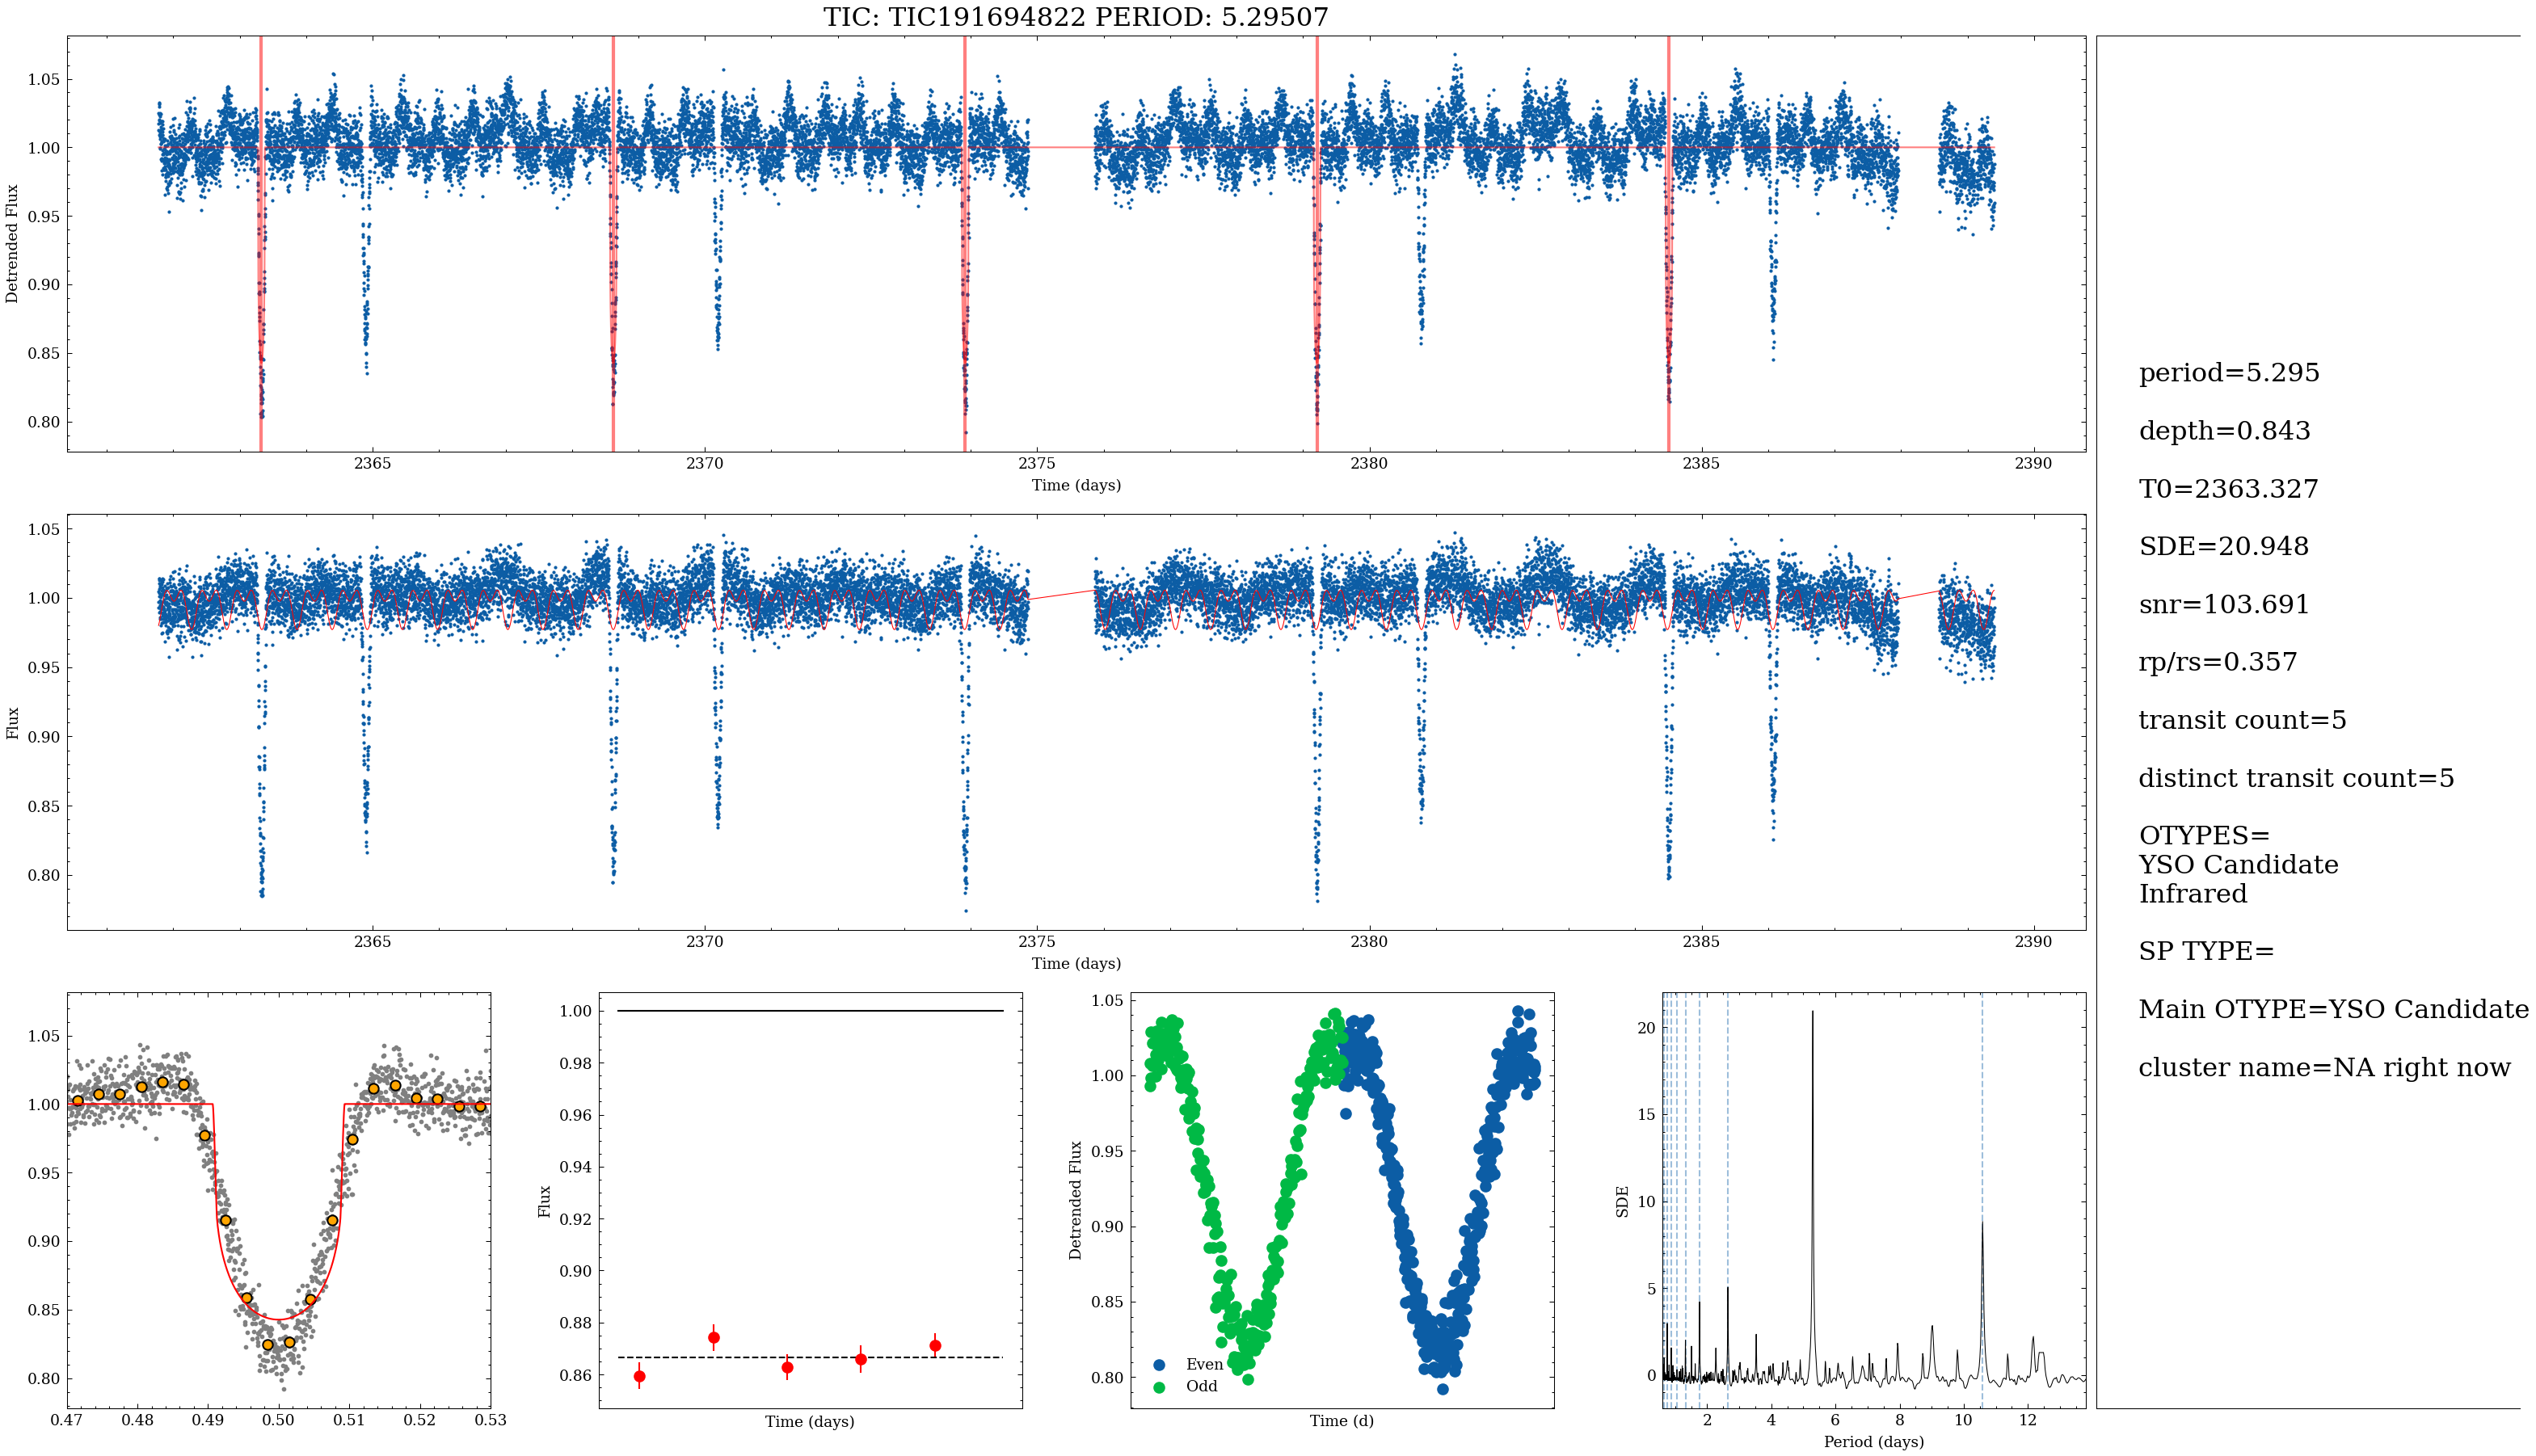 TIC: TIC191694822 PERIOD: 5.29507
1.05
1.00
0.95
0.90
0.85
0.80
Detrended Flux
2365
2370
2375
2380
2385
2390
Time (days)
1.05
1.00
0.95
0.90
0.85
0.80
Flux
2365
2370
2375
2380
2385
2390
Time (days)
1.05
1.00
0.95
0.90
0.85
0.80
0.47
0.48
0.49
0.50
0.51
0.52
0.53
1.00
0.98
0.96
0.94
0.92
0.90
0.88
0.86
Flux
Time (days)
1.05
1.00
0.95
0.90
0.85
0.80
Detrended Flux
Even
Odd
Time (d)
20
15
10
5
0
SDE
2
4
6
8
10
12
Period (days)
period=5.295
depth=0.843
T0=2363.327
SDE=20.948
snr=103.691
rp/rs=0.357
transit count=5
distinct transit count=5
OTYPES=
YSO Candidate
Infrared
SP TYPE=
Main OTYPE=YSO Candidate
cluster name=NA right now